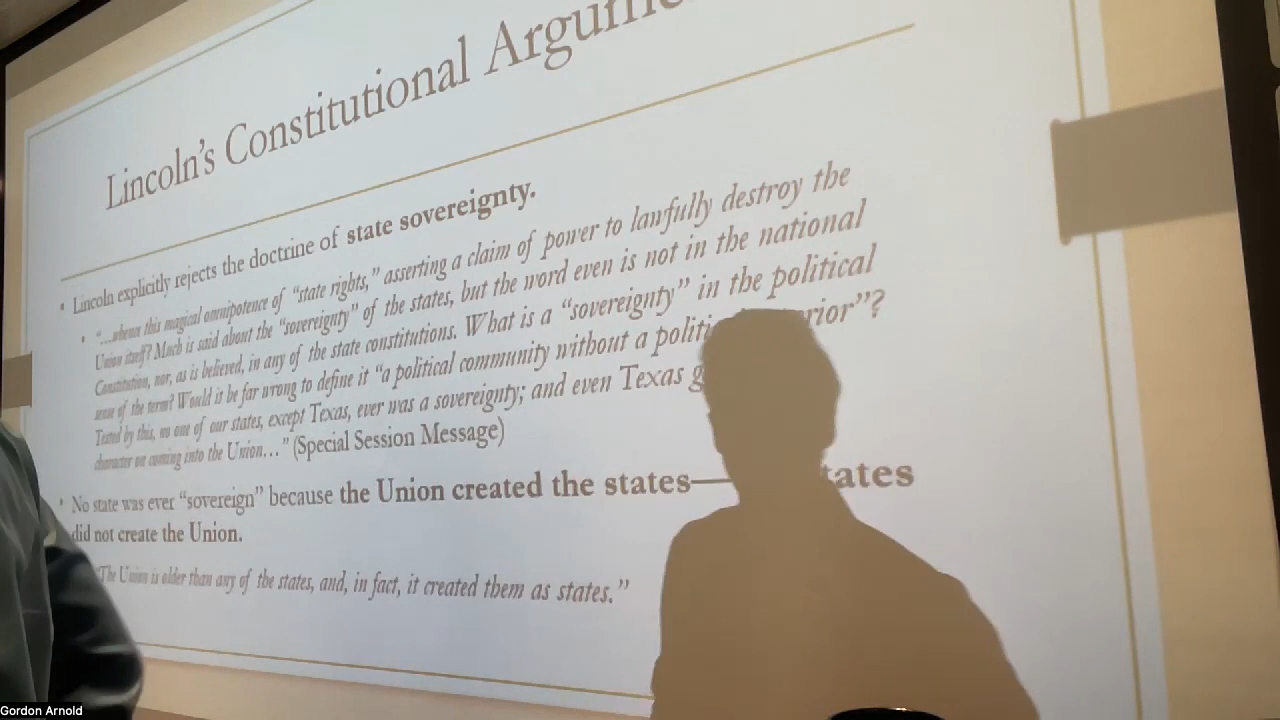 Lincoln's Constitutional
• Lincoln explicitly rejects the doctrine of state sovereignty.
• "...whence this magical omnipotence of "state rights," asserting a claim of power to lawfully destroy the
Union itself? Much is said about the "sovereignty" of the states, but the word even is not in the national
Constitution, nor, as is believed, in any of the state constitutions. What is a "sovereignty" in the political
sense of the term? Would it be far wrong to define it "a political community without a
Tested by this, no one of our states, except Texas, ever was a sovereignty; and even Texas
character on coming into the Union..." (Special Session Message)
• No state was ever "sovereign" because the Union created the states—
did not create the Union.
"The Union is older than any of the states, and, in fact, it created them as states."
Gordon Arnold